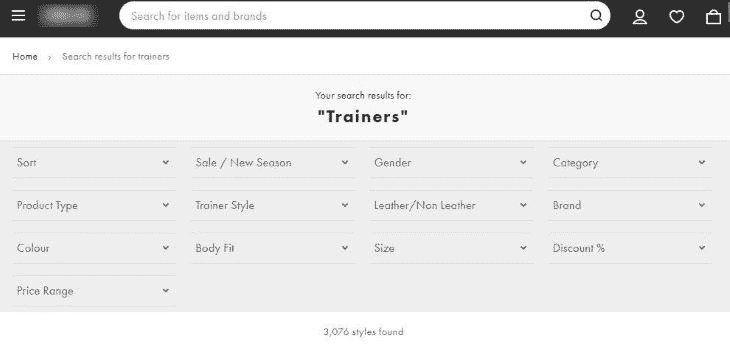 Search for items and brands
Home › Search results for trainers
Your search results for:
"Trainers"
Sort Sale / New Season Gender Category
Product Type Trainer Style Leather/Non Leather Brand
Colour Body Fit Size Discount %
Price Range
3,076 styles found